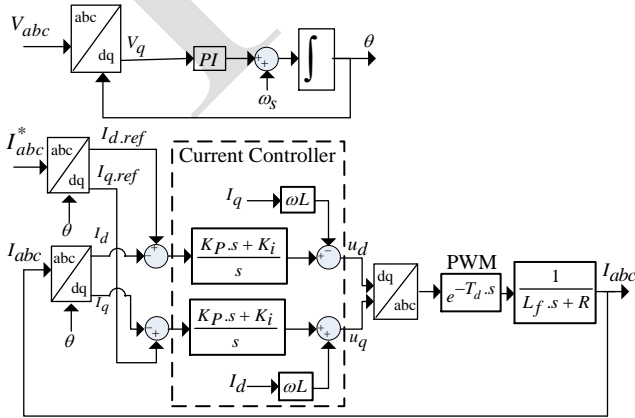 V_abc
abc
dq
V_q
PI
+
+
ω_s
∫
θ
I*_abc
abc
dq
θ
I_d.ref
I_q.ref
Current Controller
I_q
ωL
I_abc
abc
dq
θ
I_d
I_q
+
-
K_P.s + K_i
s
+
-
u_d
-
+
K_P.s + K_i
s
+
+
u_q
I_d
ωL
dq
abc
PWM
e^-T_d.s
1
L_f.s + R
I_abc